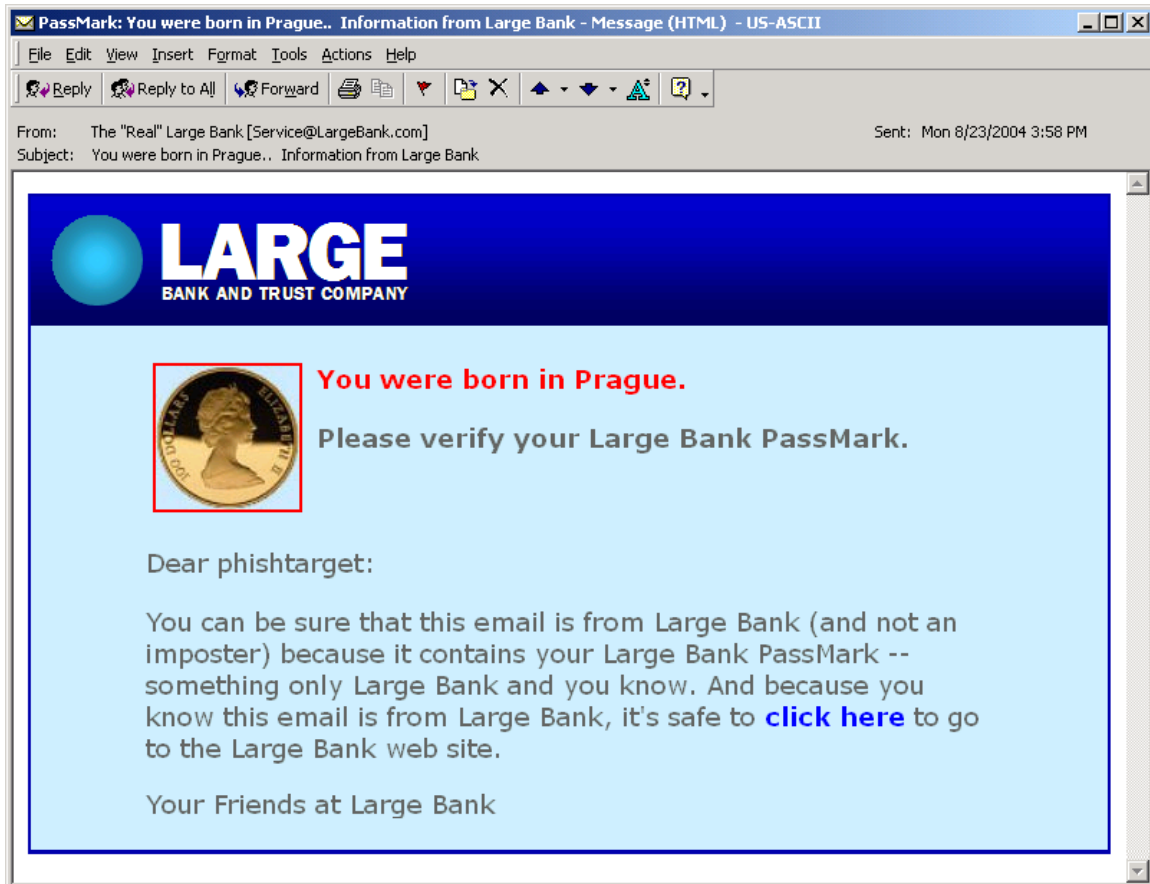 PassMark: You were born in Prague.. Information from Large Bank - Message (HTML) - US-ASCII
File Edit View Insert Format Tools Actions Help
Reply Reply to All Forward
From: The "Real" Large Bank [Service@LargeBank.com] Sent: Mon 8/23/2004 3:58 PM
Subject: You were born in Prague.. Information from Large Bank
LARGE
BANK AND TRUST COMPANY
100 DOLLARS ELIZABETH II
You were born in Prague.
Please verify your Large Bank PassMark.
Dear phishtarget:
You can be sure that this email is from Large Bank (and not an
imposter) because it contains your Large Bank PassMark --
something only Large Bank and you know. And because you
know this email is from Large Bank, it's safe to click here to go
to the Large Bank web site.
Your Friends at Large Bank